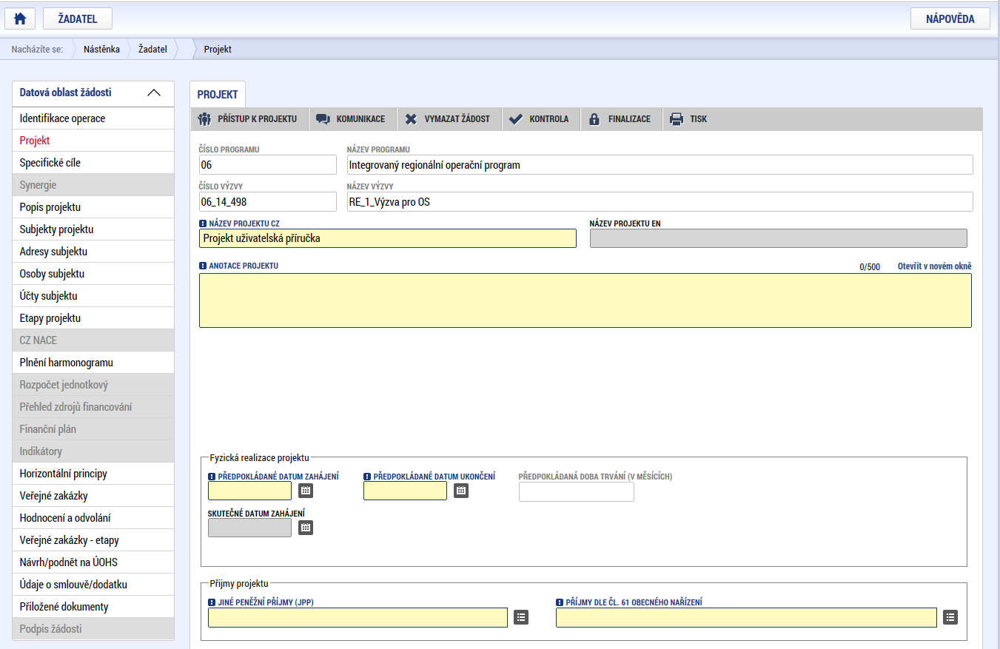 ŽADATEL
NÁPOVĚDA
Nacházíte se:
Nástěnka
Žadatel
Projekt
Datová oblast žádosti
Identifikace operace
Projekt
Specifické cíle
Synergie
Popis projektu
Subjekty projektu
Adresy subjektu
Osoby subjektu
Účty subjektu
Etapy projektu
CZ NACE
Plnění harmonogramu
Rozpočet jednotkový
Přehled zdrojů financování
Finanční plán
Indikátory
Horizontální principy
Veřejné zakázky
Hodnocení a odvolání
Veřejné zakázky - etapy
Návrh/podnět na ÚOHS
Údaje o smlouvě/dodatku
Přiložené dokumenty
Podpis žádosti
PROJEKT
PŘÍSTUP K PROJEKTU
KOMUNIKACE
VYMAZAT ŽÁDOST
KONTROLA
FINALIZACE
TISK
ČÍSLO PROGRAMU
NÁZEV PROGRAMU
06
Integrovaný regionální operační program
ČÍSLO VÝZVY
NÁZEV VÝZVY
06_14_498
RE_1_Výzva pro OS
NÁZEV PROJEKTU CZ
NÁZEV PROJEKTU EN
Projekt uživatelská příručka
ANOTACE PROJEKTU
0/500
Otevřít v novém okně
Fyzická realizace projektu
PŘEDPOKLÁDANÉ DATUM ZAHÁJENÍ
PŘEDPOKLÁDANÉ DATUM UKONČENÍ
PŘEDPOKLÁDANÁ DOBA TRVÁNÍ (V MĚSÍCÍCH)
SKUTEČNÉ DATUM ZAHÁJENÍ
Příjmy projektu
JINÉ PENĚŽNÍ PŘÍJMY (JPP)
PŘÍJMY DLE ČL. 61 OBECNÉHO NAŘÍZENÍ